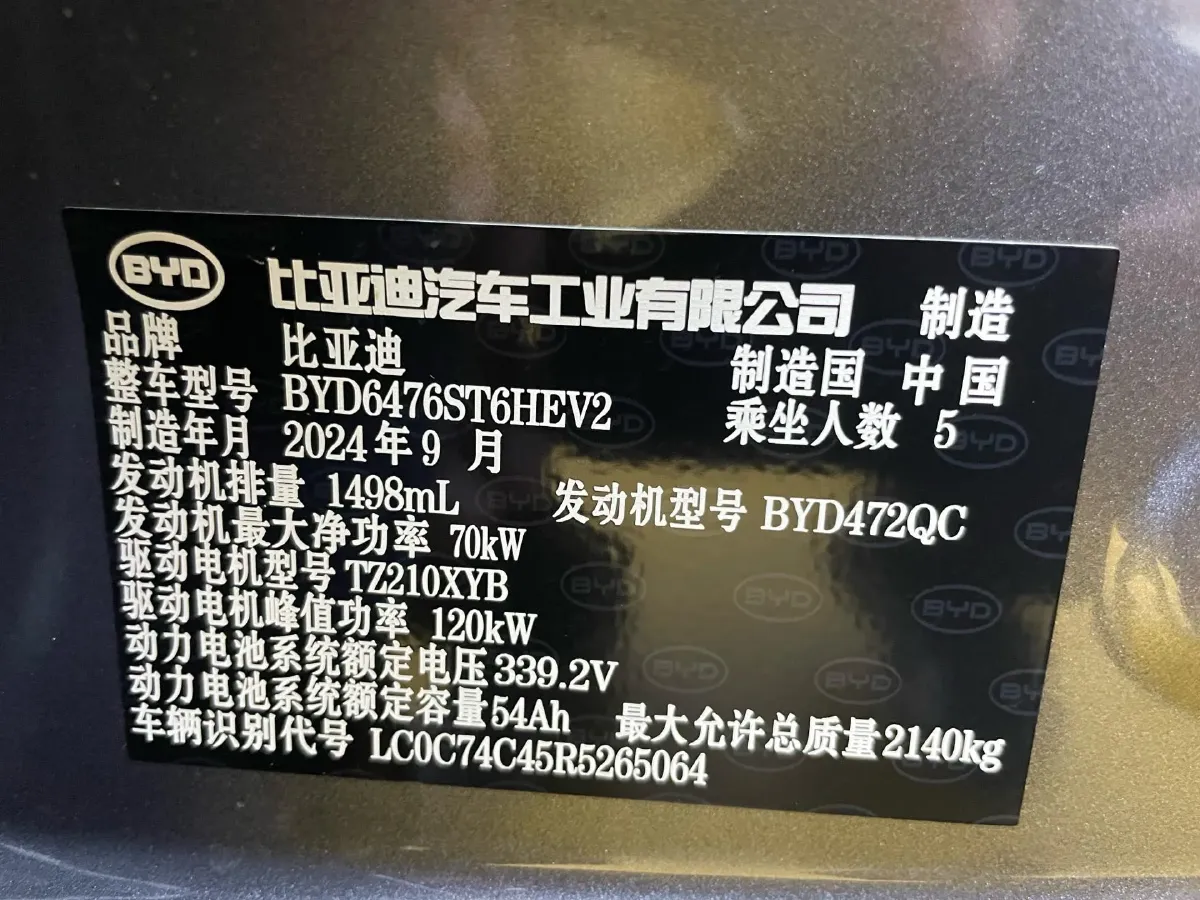 BYD 比亚迪汽车工业有限公司 制造
品牌 比亚迪 制造国 中国
整车型号 BYD6476ST6HEV2 乘坐人数 5
制造年月 2024年9月
发动机排量 1498mL 发动机型号 BYD472QC
发动机最大净功率 70kW
驱动电机型号 TZ210XYB
驱动电机峰值功率 120kW
动力电池系统额定电压 339.2V
动力电池系统额定容量 54Ah 最大允许总质量 2140kg
车辆识别代号 LC0C74C45R5265064